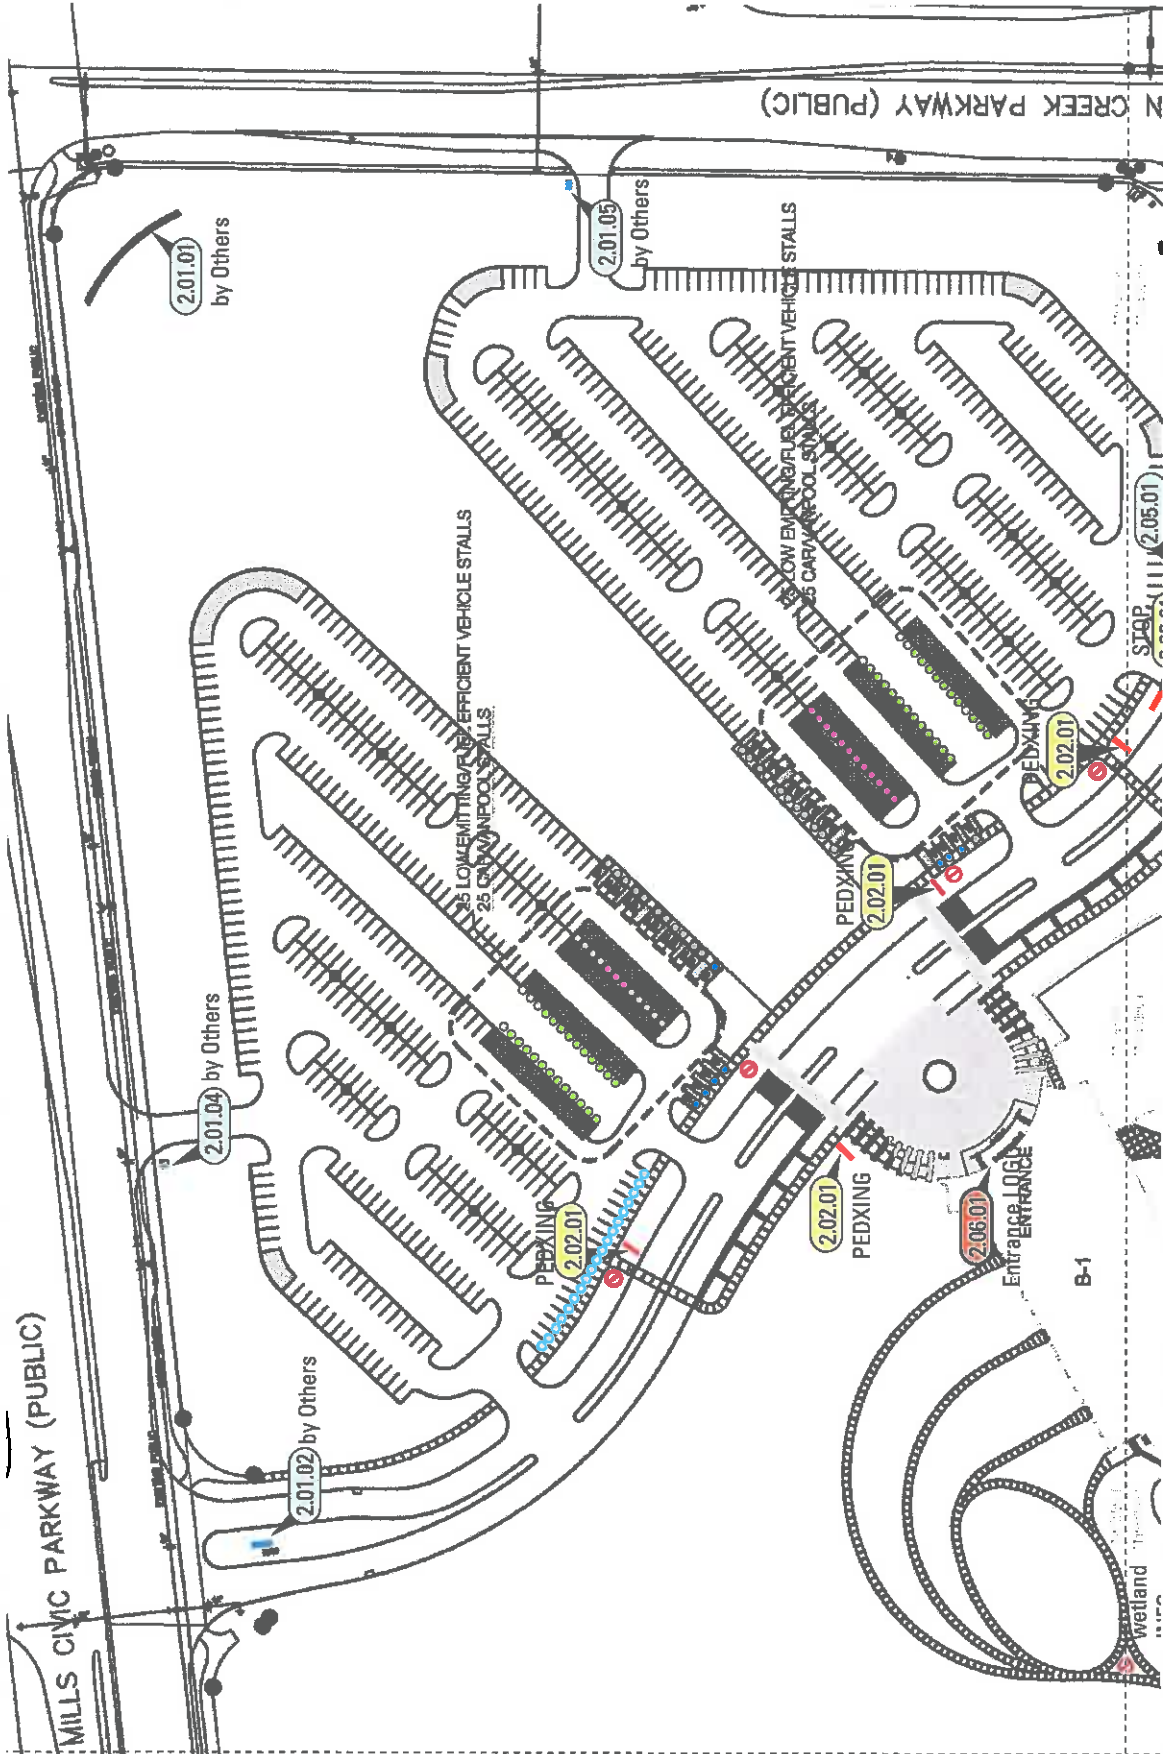 N CREEK PARKWAY (PUBLIC)
MILLS CIVIC PARKWAY (PUBLIC)
2.01.01
by Others
2.01.05
by Others
25 LOW EMITTING/FUEL EFFICIENT VEHICLE STALLS
25 CAR/VANPOOL STALLS
25 LOW EMITTING/FUEL EFFICIENT VEHICLE STALLS
25 CAR/VANPOOL STALLS
2.01.04 by Others
2.01.02 by Others
2.05.01
STOP
PEDXING
2.02.01
PEDXING
2.02.01
PEDXING
2.02.01
2.02.01
PEDXING
2.06.01
Entrance LOGO
ENTRANCE
B-1
wetland